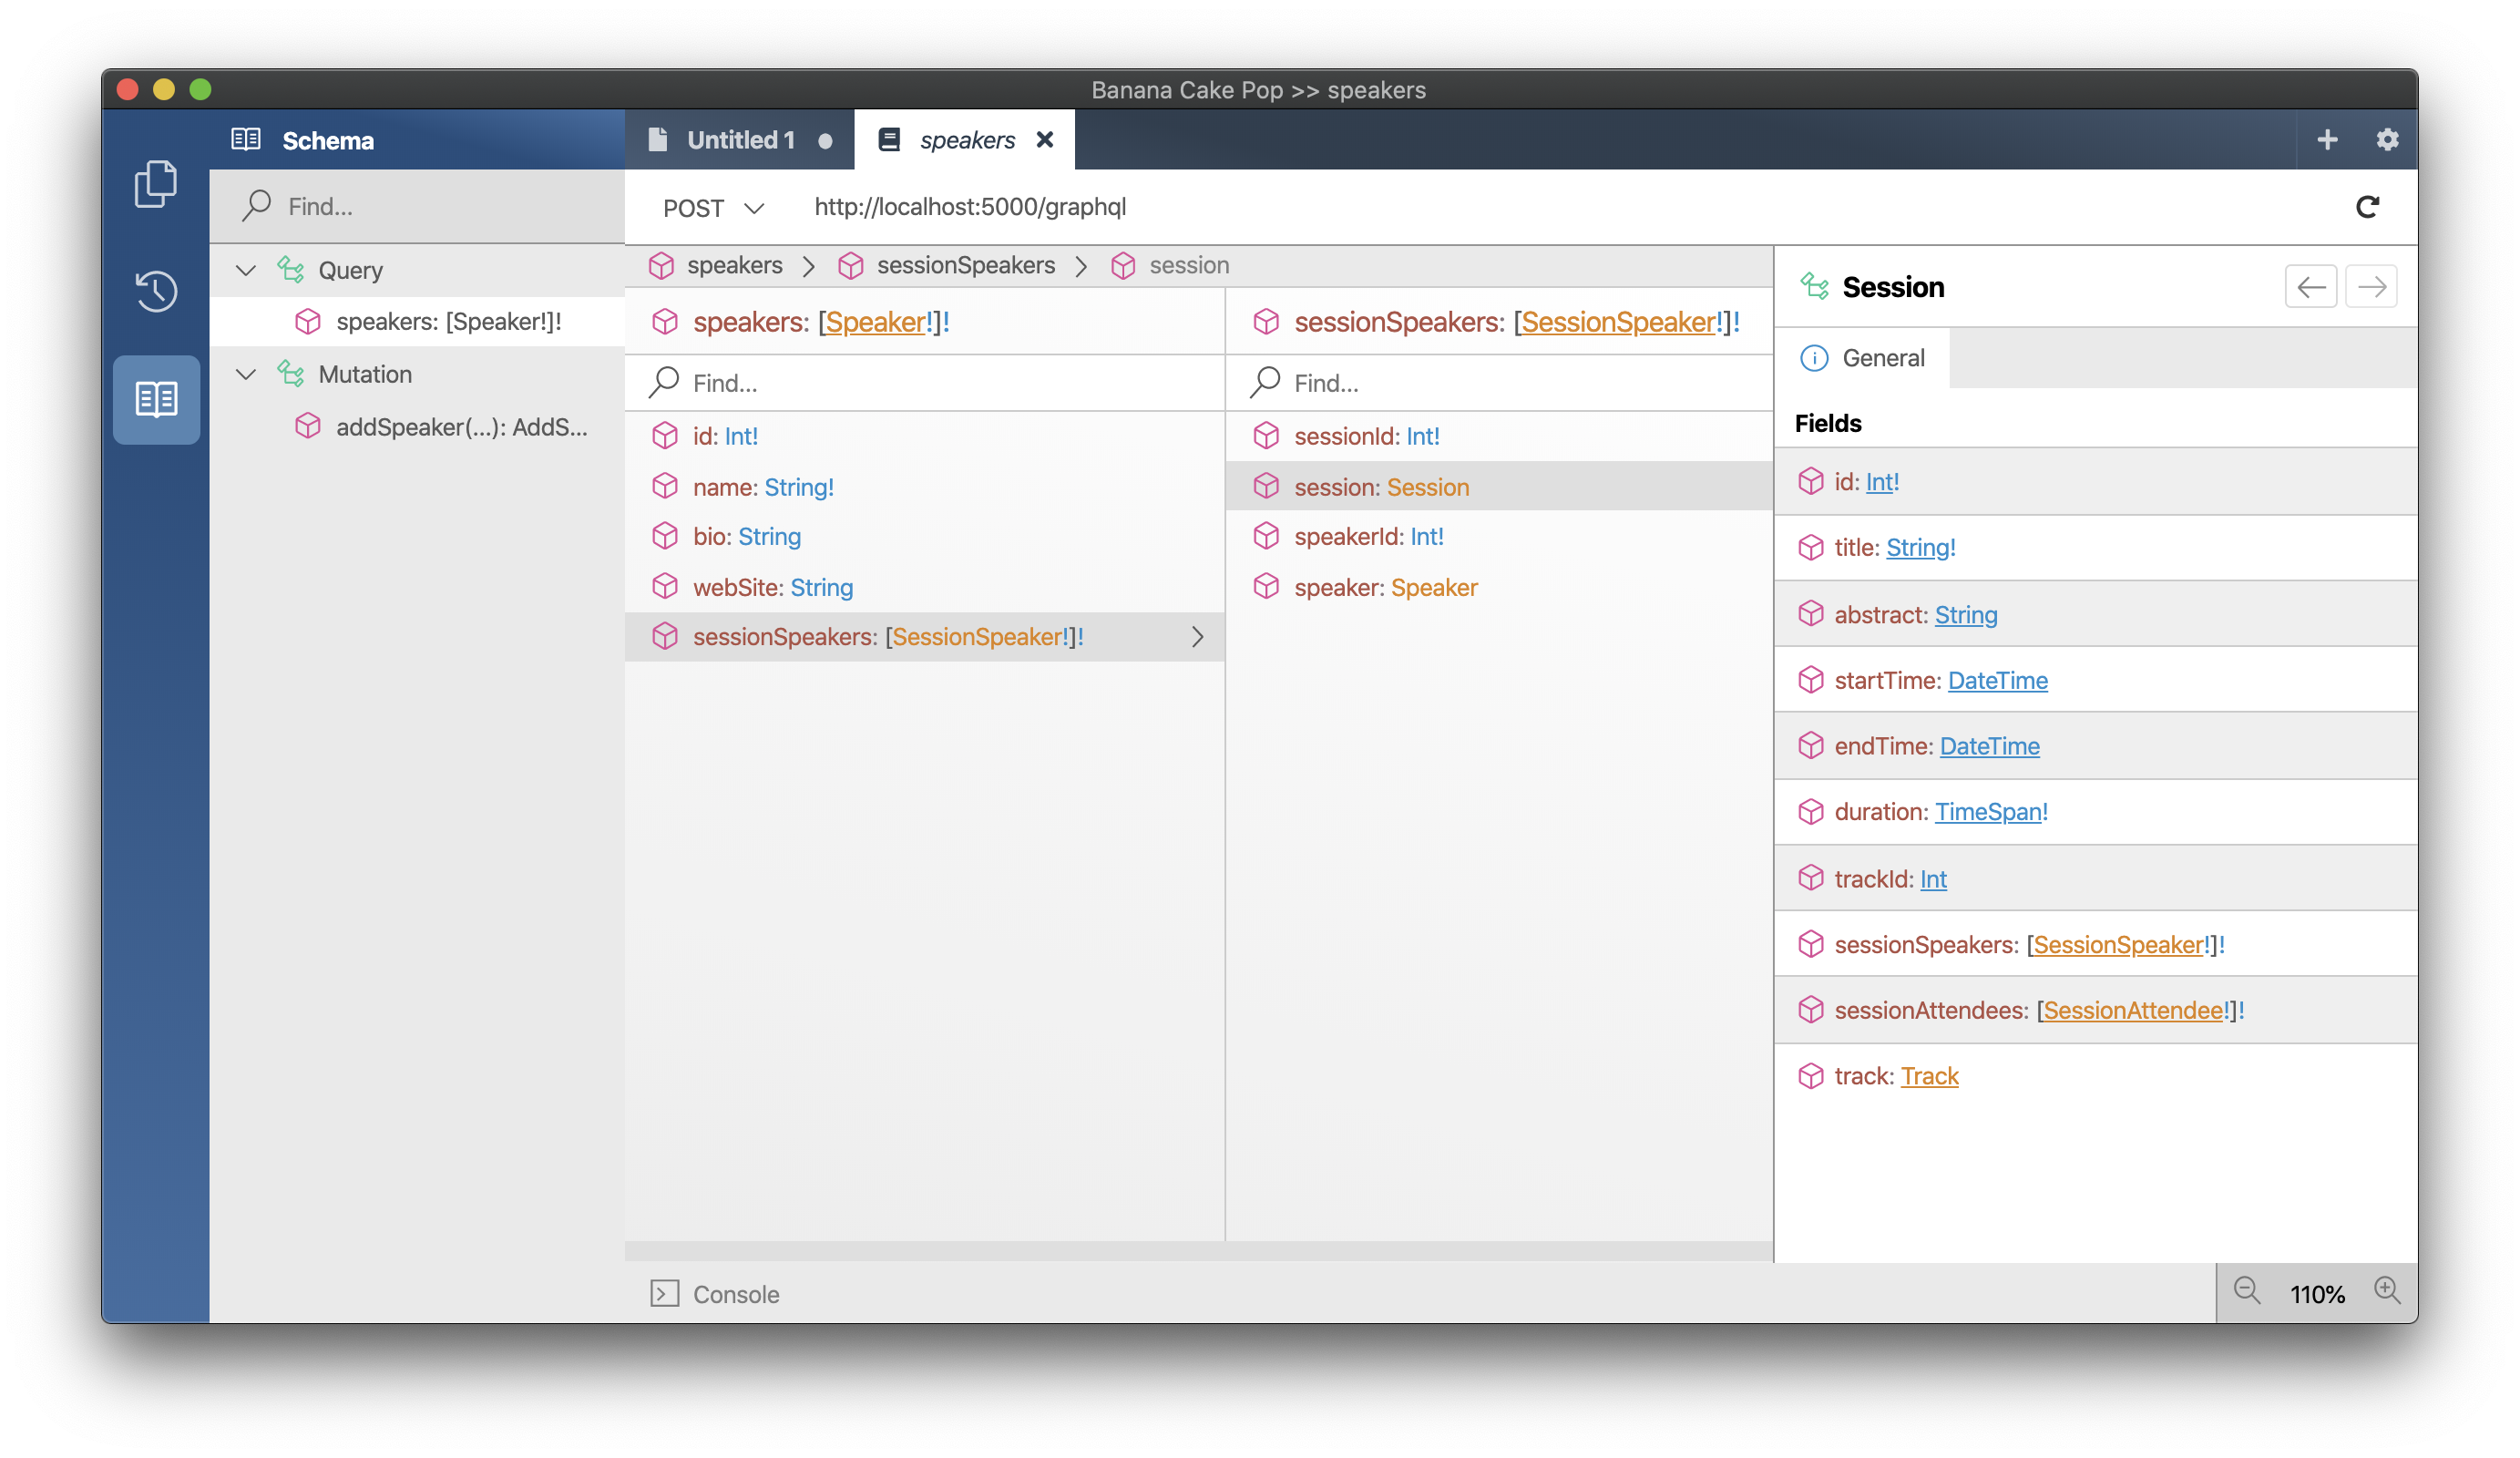 Banana Cake Pop >> speakers
Schema
Untitled 1
speakers
Find...
POST
http://localhost:5000/graphql
Query
speakers: [Speaker!]!
Mutation
addSpeaker(...): AddS...
speakers
sessionSpeakers
session
speakers: [Speaker!]!
Find...
id: Int!
name: String!
bio: String
webSite: String
sessionSpeakers: [SessionSpeaker!]!
sessionSpeakers: [SessionSpeaker!]!
Find...
sessionId: Int!
session: Session
speakerId: Int!
speaker: Speaker
Session
General
Fields
id: Int!
title: String!
abstract: String
startTime: DateTime
endTime: DateTime
duration: TimeSpan!
trackId: Int
sessionSpeakers: [SessionSpeaker!]!
sessionAttendees: [SessionAttendee!]!
track: Track
Console
110%